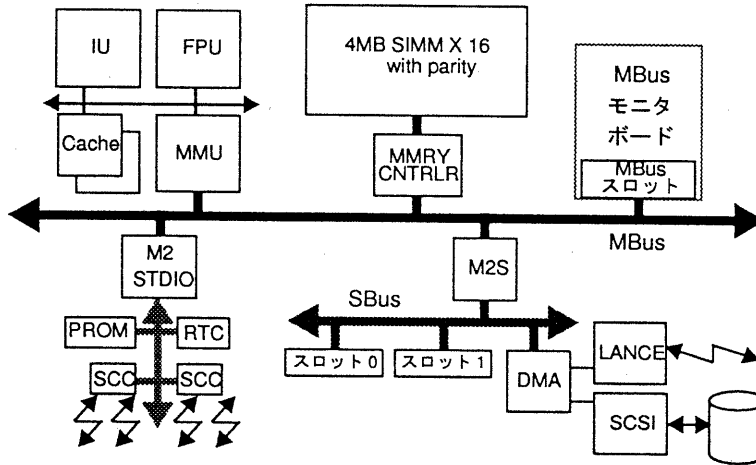 IU
FPU
4MB SIMM X 16
with parity
MBus
モニタ
ボード
Cache
MMU
MMRY
CNTRLR
MBus
スロット
MBus
M2
STDIO
M2S
SBus
PROM
RTC
スロット0
スロット1
DMA
LANCE
SCC
SCC
SCSI